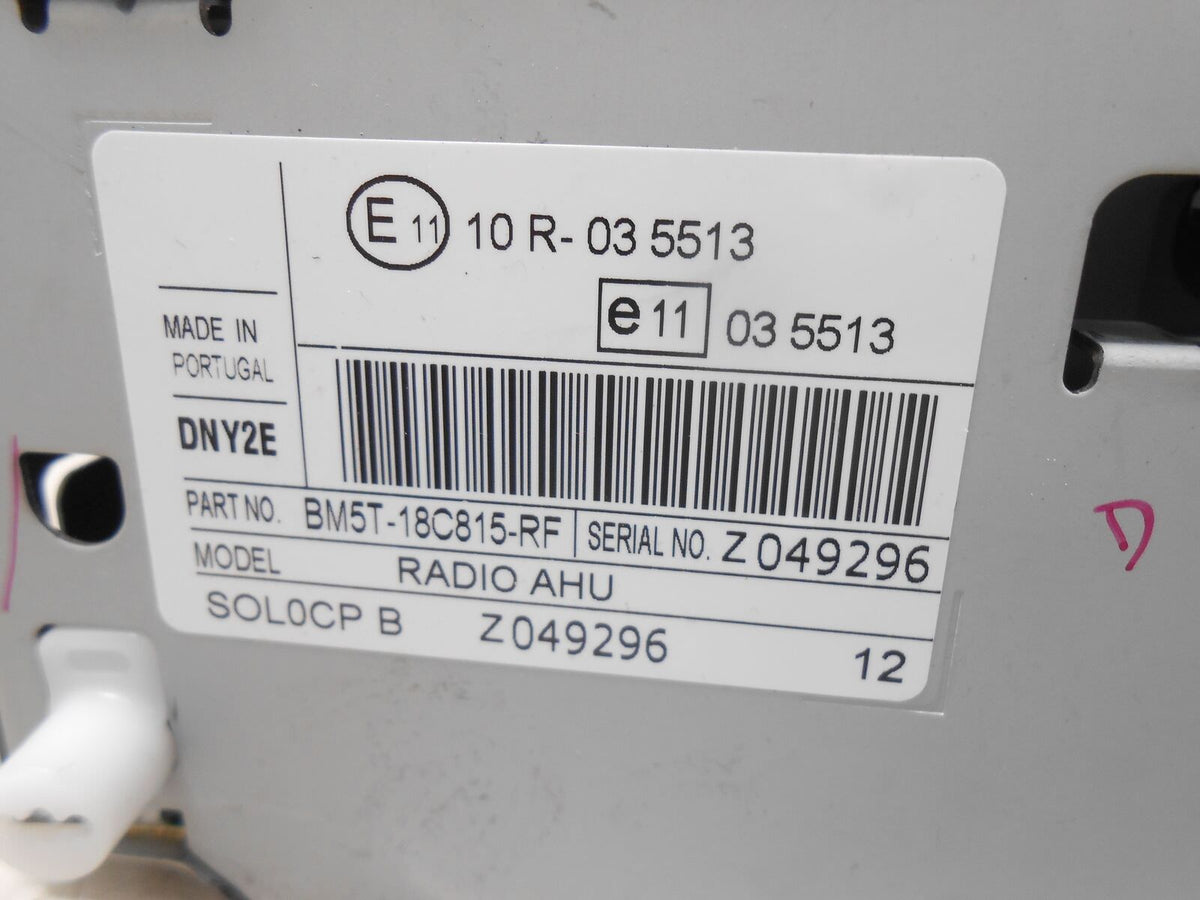 E 11 10 R- 03 5513
e 11 03 5513
MADE IN
PORTUGAL
DNY2E
PART NO. BM5T-18C815-RF SERIAL NO. Z049296
MODEL RADIO AHU
SOL0CP B Z049296 12
D